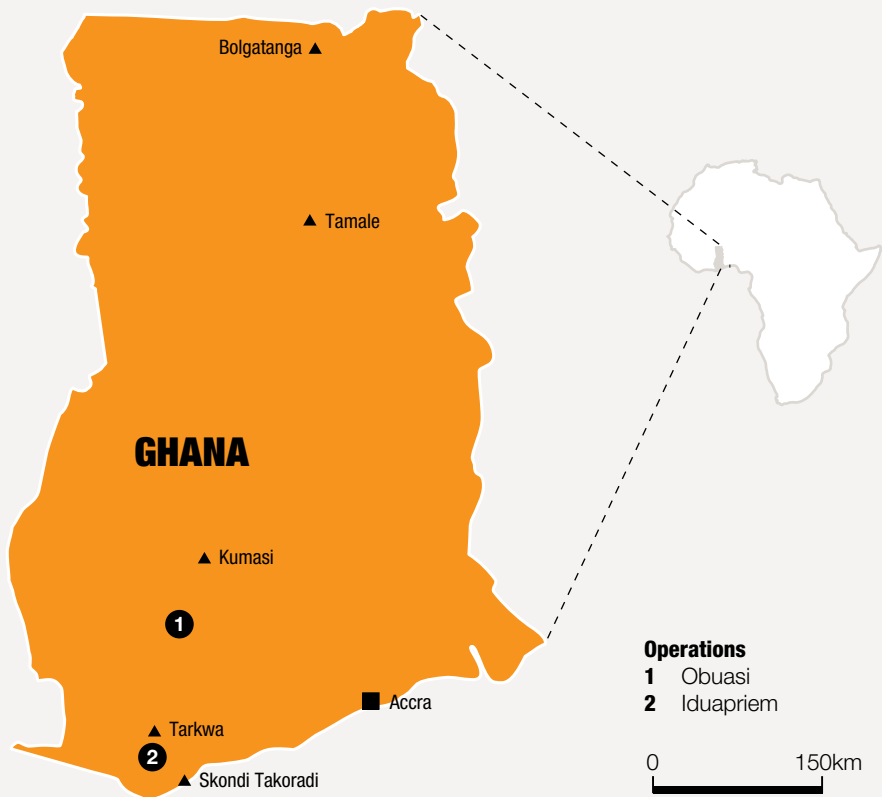 Bolgatanga
Tamale
GHANA
Kumasi
1
Operations
1 Obuasi
2 Iduapriem
Accra
Tarkwa
2
Skondi Takoradi
0 150km